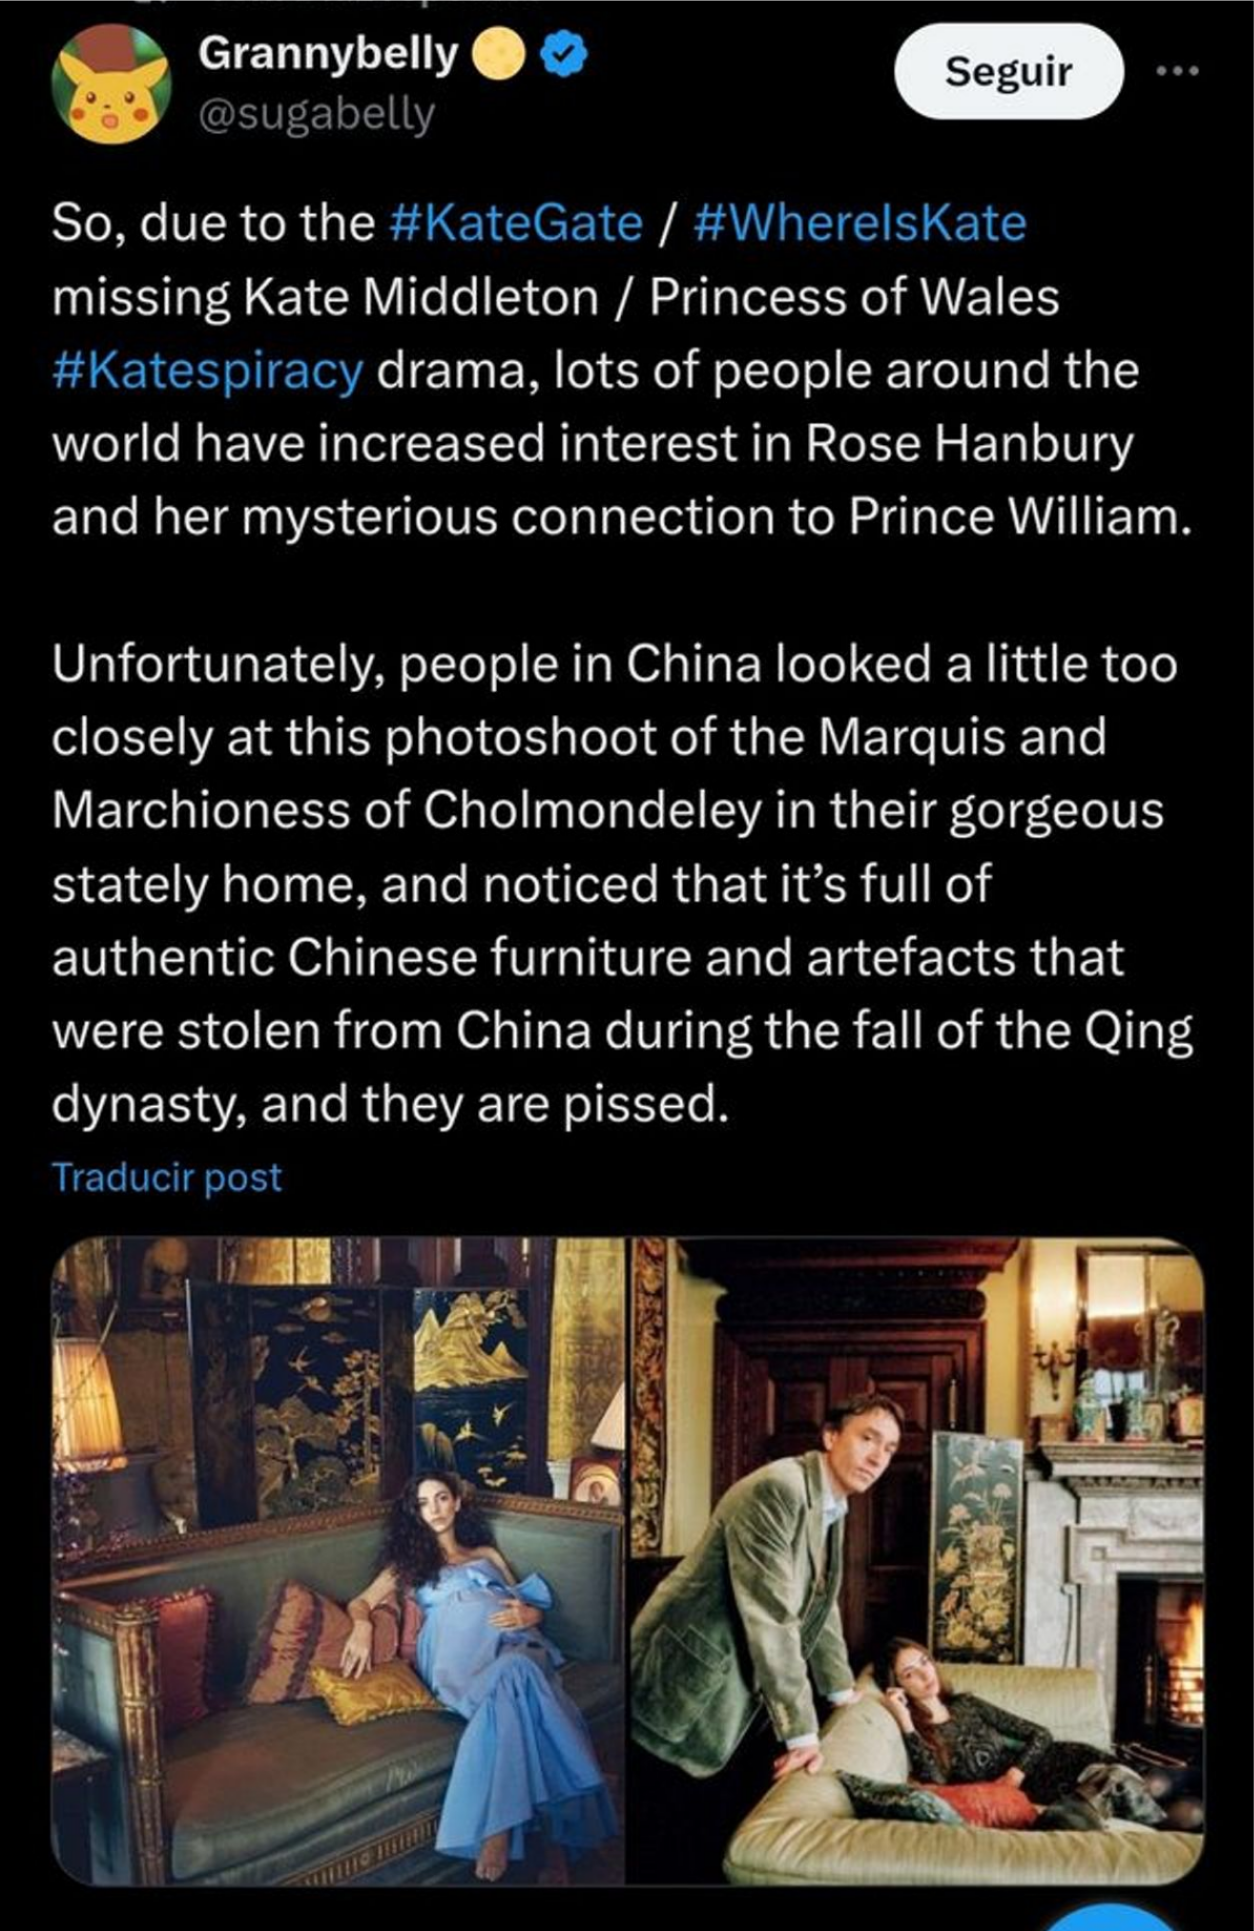 Grannybelly
@sugabelly
Seguir
So, due to the #KateGate / #WhereIsKate
missing Kate Middleton / Princess of Wales
#Katespiracy drama, lots of people around the
world have increased interest in Rose Hanbury
and her mysterious connection to Prince William.
Unfortunately, people in China looked a little too
closely at this photoshoot of the Marquis and
Marchioness of Cholmondeley in their gorgeous
stately home, and noticed that it’s full of
authentic Chinese furniture and artefacts that
were stolen from China during the fall of the Qing
dynasty, and they are pissed.
Traducir post